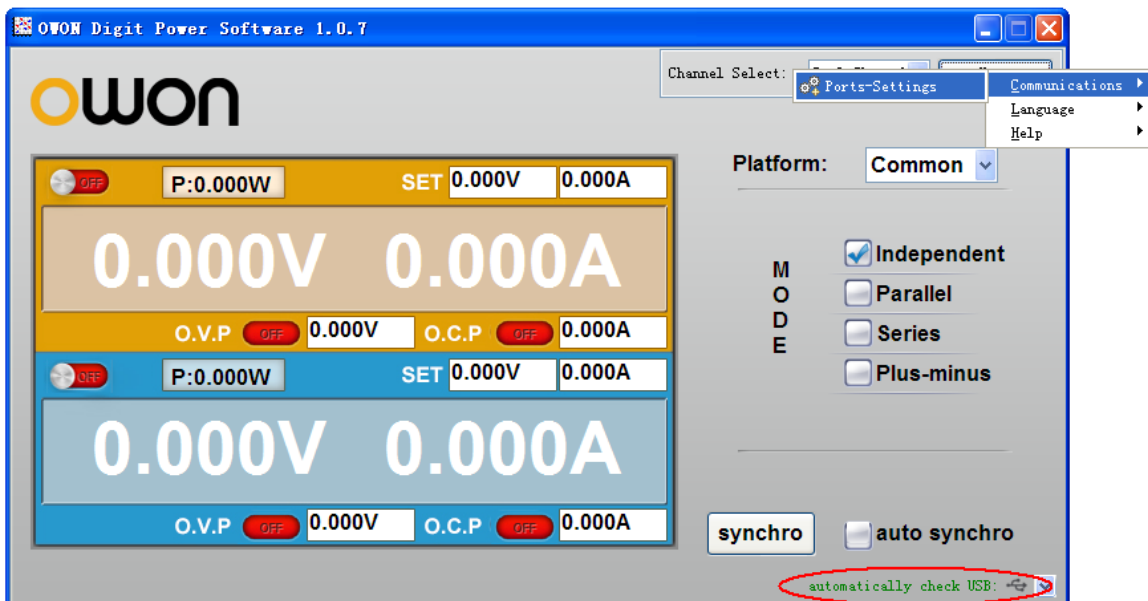 OWON Digit Power Software 1.0.7
Channel Select:
Ports-Settings
Communications
Language
Help
owon
Platform: Common
OFF P:0.000W SET 0.000V 0.000A
0.000V 0.000A
O.V.P OFF 0.000V O.C.P OFF 0.000A
OFF P:0.000W SET 0.000V 0.000A
0.000V 0.000A
O.V.P OFF 0.000V O.C.P OFF 0.000A
MODE
Independent
Parallel
Series
Plus-minus
synchro auto synchro
automatically check USB: